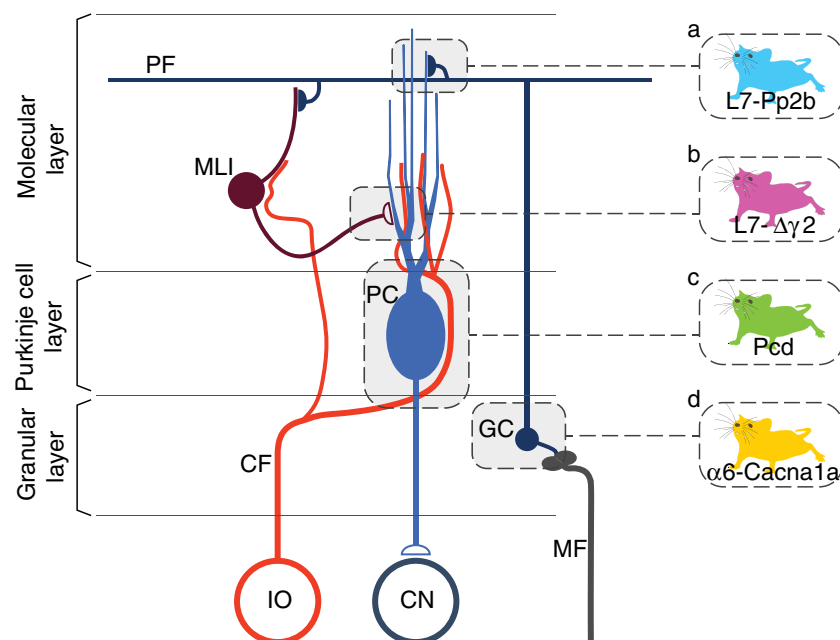 a
PF
L7-Pp2b
Molecular
layer
b
MLI
L7- Δγ2
c
PC
Purkinje cell
layer
Pcd
d
GC
Granular
layer
CF
α6-Cacna1a
MF
IO
CN